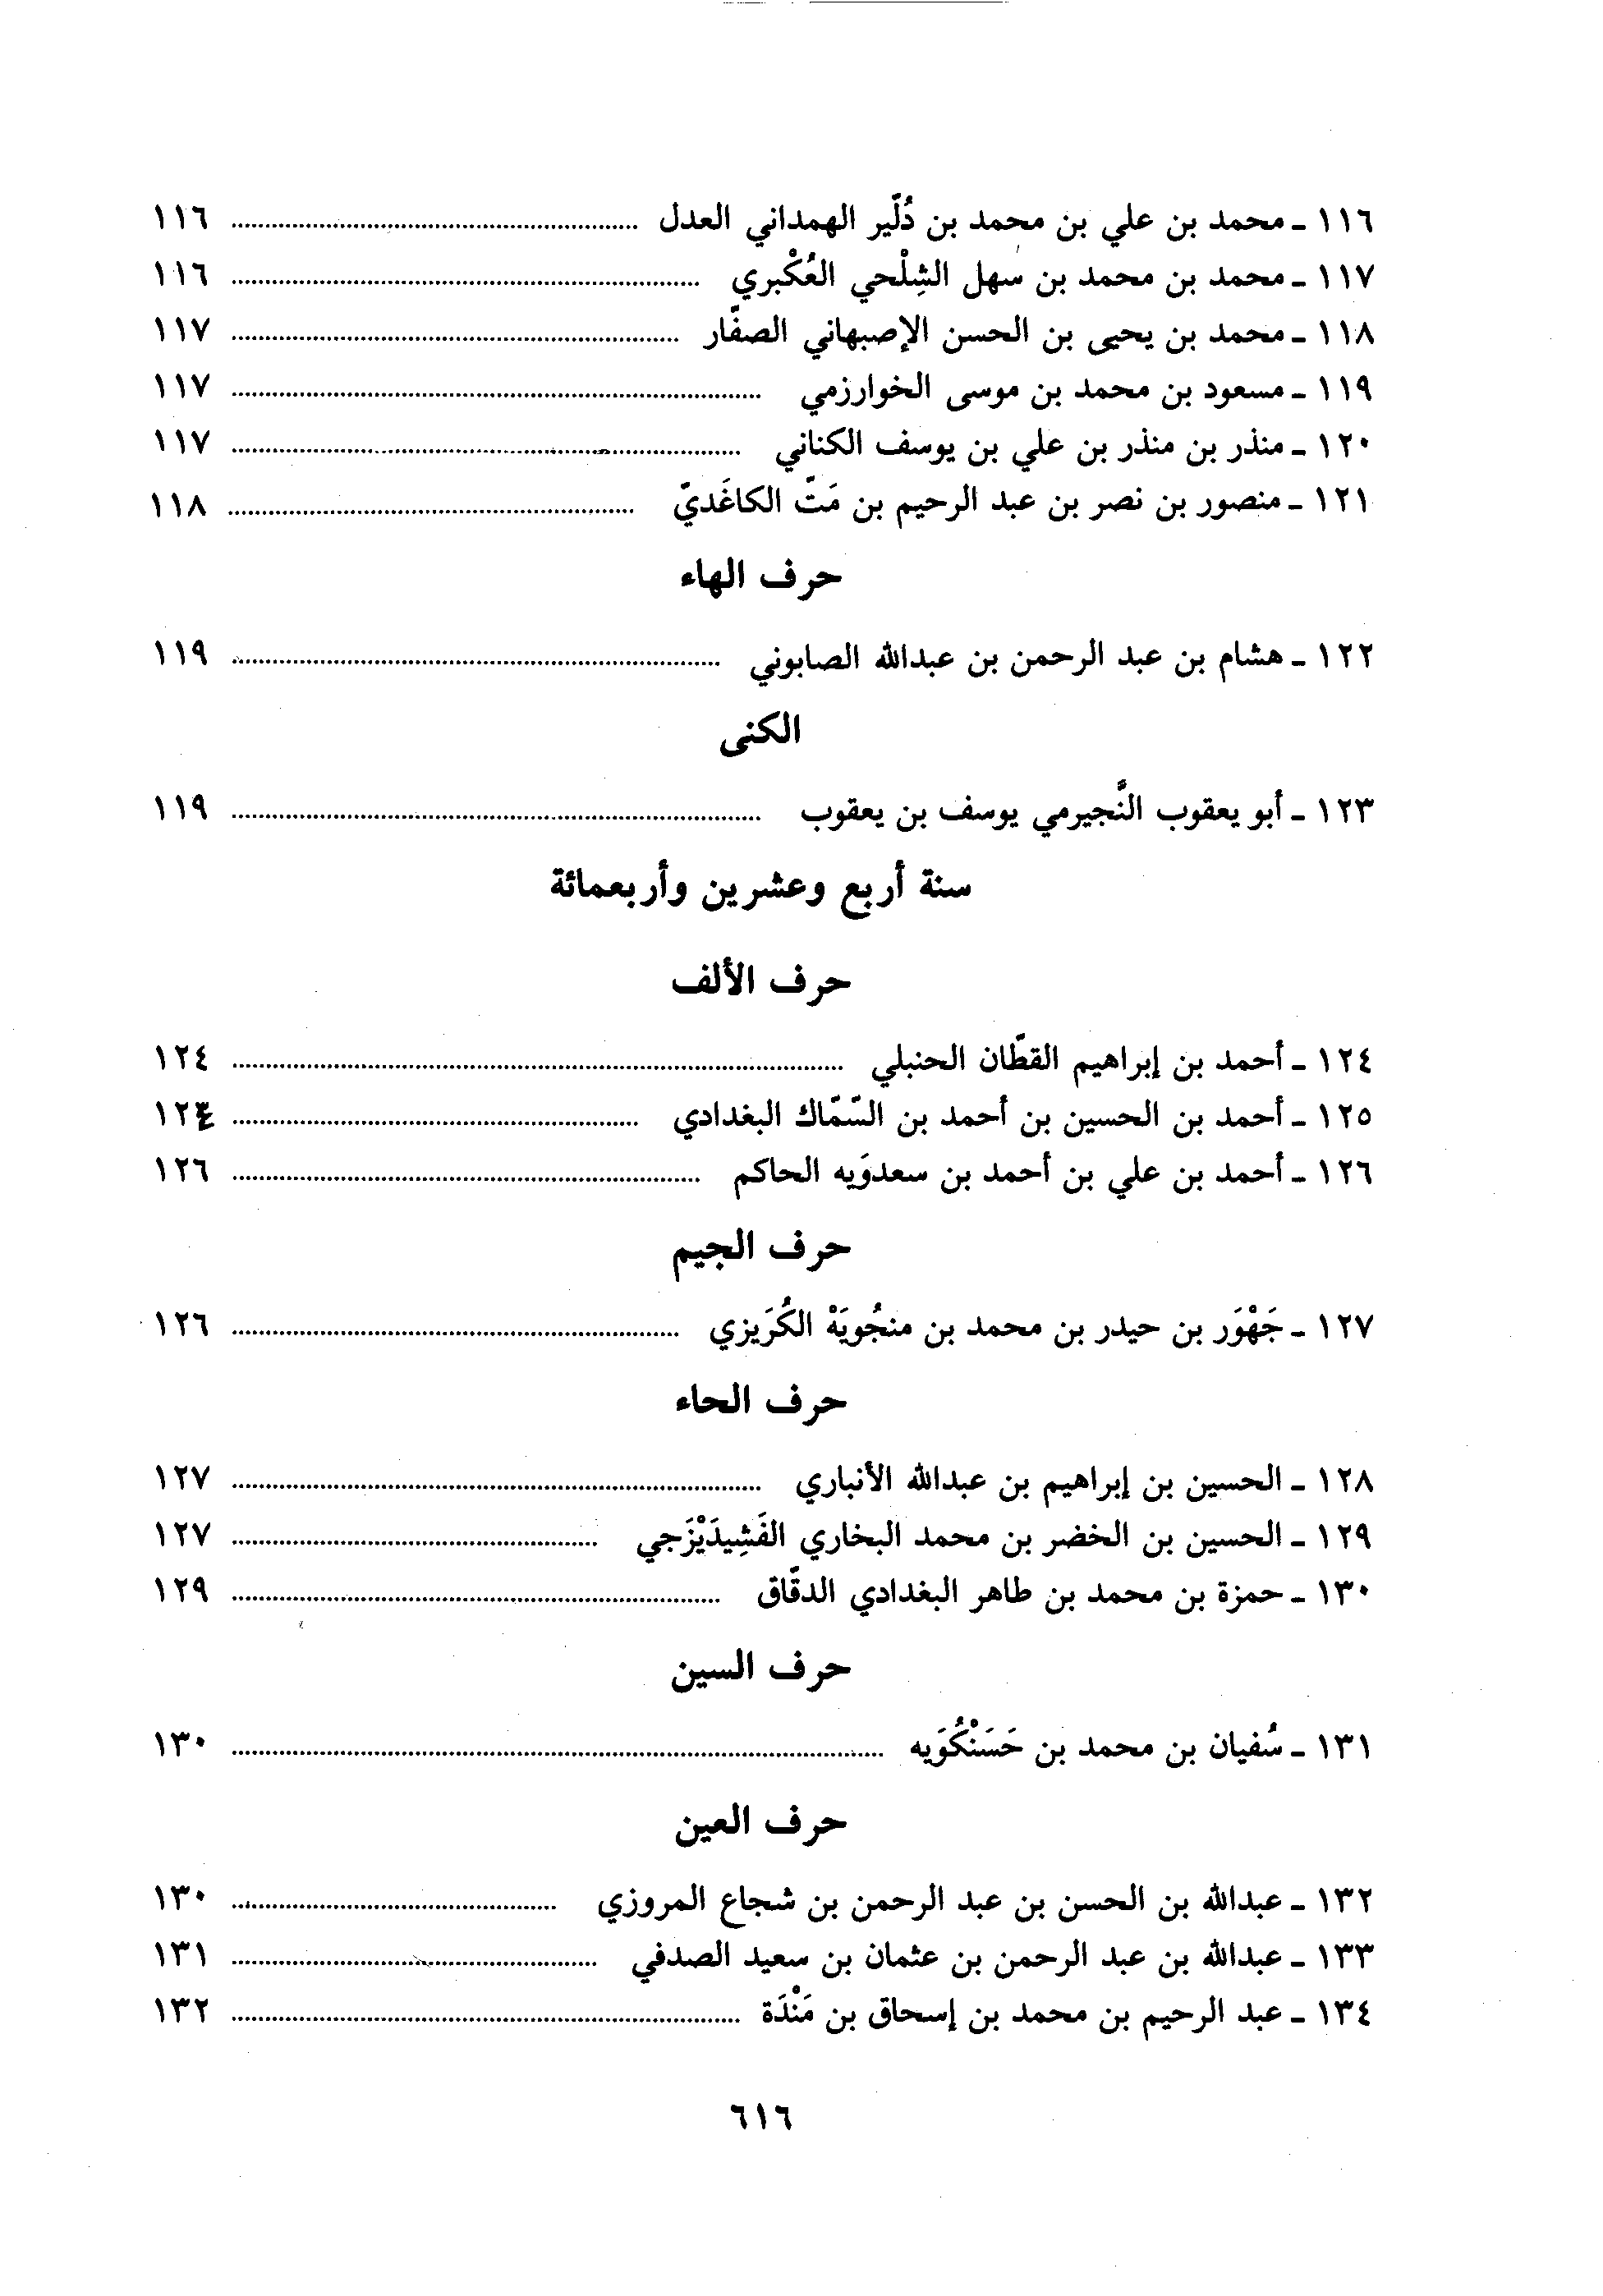 ١١٦ ـ محمد بن علي بن محمد بن دُلّير الهمداني العدل ........ ١١٦
١١٧ ـ محمد بن محمد بن سهل الشِلْحي العُكْبري ........ ١١٦
١١٨ ـ محمد بن يحيى بن الحسن الإصبهاني الصفّار ........ ١١٧
١١٩ ـ مسعود بن محمد بن موسى الخوارزمي ........ ١١٧
١٢٠ ـ منذر بن منذر بن علي بن يوسف الكناني ........ ١١٧
١٢١ ـ منصور بن نصر بن عبد الرحيم بن مَتّ الكاغَديّ ........ ١١٨
حرف الهاء
١٢٢ ـ هشام بن عبد الرحمن بن عبدالله الصابوني ........ ١١٩
الكنى
١٢٣ ـ أبو يعقوب النَّجيرمي يوسف بن يعقوب ........ ١١٩
سنة أربع وعشرين وأربعمائة
حرف الألف
١٢٤ ـ أحمد بن إبراهيم القطّان الحنبلي ........ ١٢٤
١٢٥ ـ أحمد بن الحسين بن أحمد بن السّمّاك البغدادي ........
١٢٦ ـ أحمد بن علي بن أحمد بن سعدوَيه الحاكم ........ ١٢٦
حرف الجيم
١٢٧ ـ جَهْوَر بن حيدر بن محمد بن منجُويَهْ الكُرَيزي ........ ١٢٦
حرف الحاء
١٢٨ ـ الحسين بن إبراهيم بن عبدالله الأنباري ........ ١٢٧
١٢٩ ـ الحسين بن الخضر بن محمد البخاري الفَشِيدَيْزَجي ........ ١٢٧
١٣٠ ـ حمزة بن محمد بن طاهر البغدادي الدقّاق ........ ١٢٩
حرف السين
١٣١ ـ سُفيان بن محمد بن حَسَنْكُوَيه ........ ١٣٠
حرف العين
١٣٢ ـ عبدالله بن الحسن بن عبد الرحمن بن شجاع المروزي ........ ١٣٠
١٣٣ ـ عبدالله بن عبد الرحمن بن عثمان بن سعيد الصدفي ........ ١٣١
١٣٤ ـ عبد الرحيم بن محمد بن إسحاق بن مَنْدَة ........ ١٣٢
٦١٦